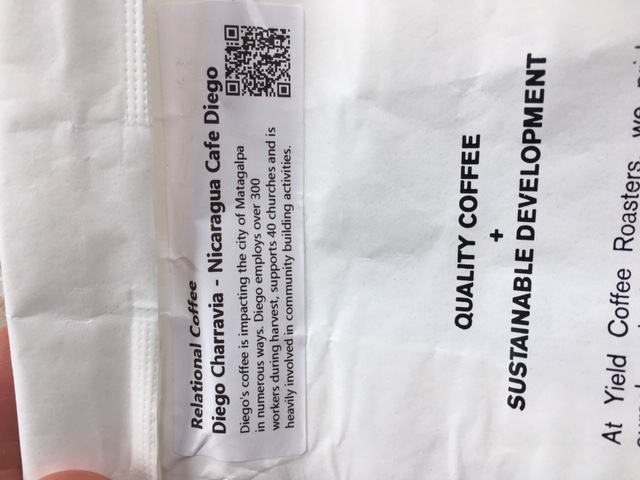 Relational Coffee
Diego Charravia - Nicaragua Cafe Diego
Diego's coffee is impacting the city of Matagalpa
in numerous ways. Diego employs over 300
workers during harvest, supports 40 churches and is
heavily involved in community building activities.
QUALITY COFFEE
+
SUSTAINABLE DEVELOPMENT
At Yield Coffee Roasters, we